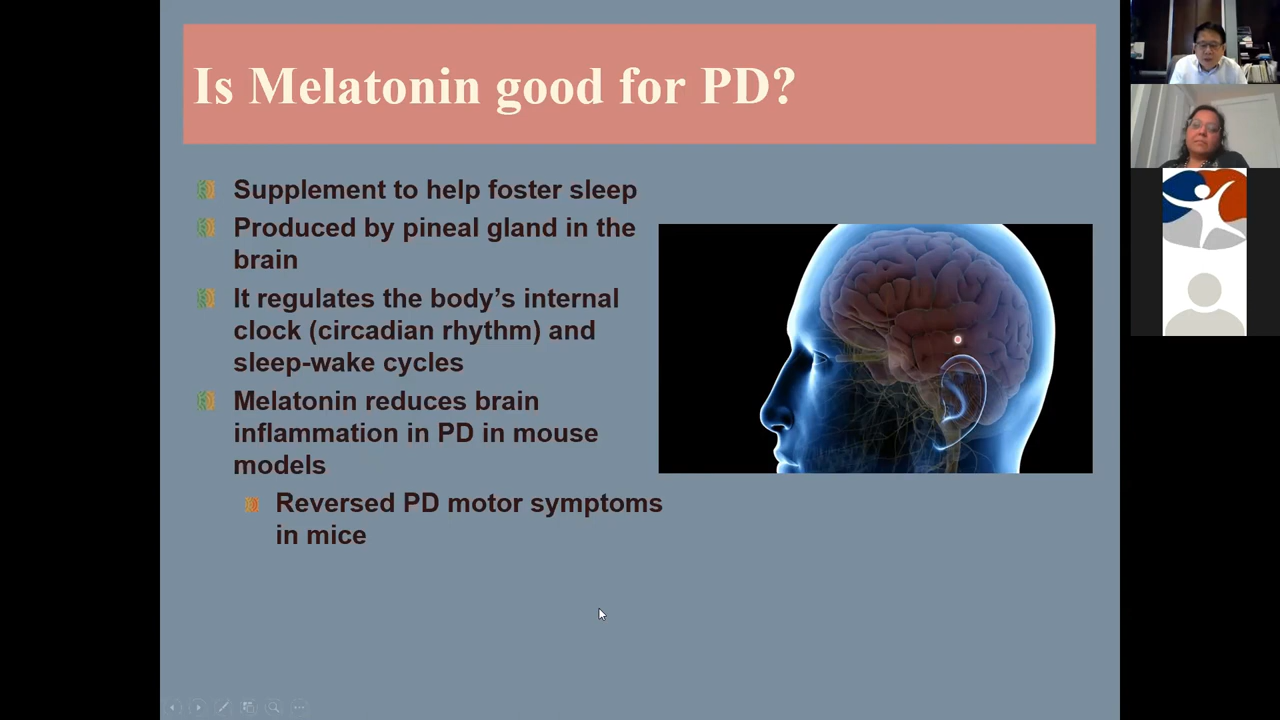 Is Melatonin good for PD?
Supplement to help foster sleep
Produced by pineal gland in the
brain
It regulates the body’s internal
clock (circadian rhythm) and
sleep-wake cycles
Melatonin reduces brain
inflammation in PD in mouse
models
Reversed PD motor symptoms
in mice